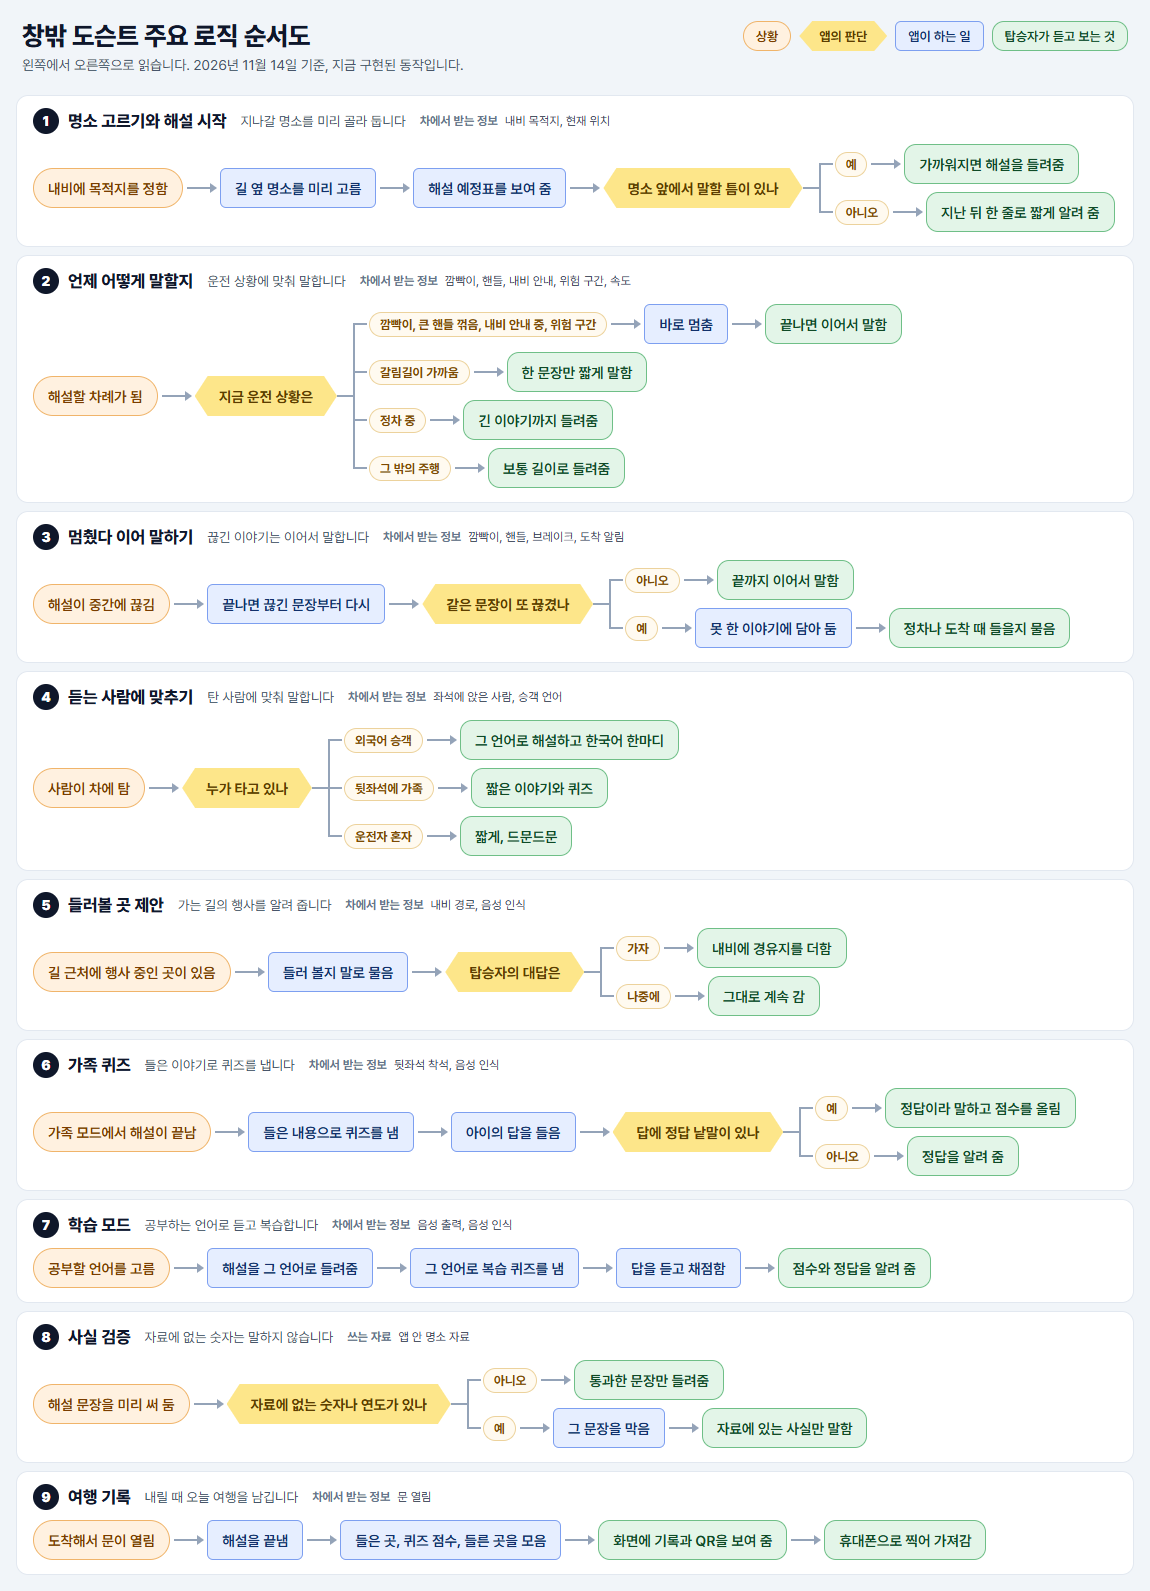 창밖 도슨트 주요 로직 순서도
왼쪽에서 오른쪽으로 읽습니다. 2026년 11월 14일 기준, 지금 구현된 동작입니다.
상황
앱의 판단
앱이 하는 일
탑승자가 듣고 보는 것
1 명소 고르기와 해설 시작 지나갈 명소를 미리 골라 둡니다 차에서 받는 정보 내비 목적지, 현재 위치
내비에 목적지를 정함
길 옆 명소를 미리 고름
해설 예정표를 보여 줌
명소 앞에서 말할 틈이 있나
예
가까워지면 해설을 들려줌
아니오
지난 뒤 한 줄로 짧게 알려 줌
2 언제 어떻게 말할지 운전 상황에 맞춰 말합니다 차에서 받는 정보 깜빡이, 핸들, 내비 안내, 위험 구간, 속도
해설할 차례가 됨
지금 운전 상황은
깜빡이, 큰 핸들 꺾음, 내비 안내 중, 위험 구간
바로 멈춤
끝나면 이어서 말함
갈림길이 가까움
한 문장만 짧게 말함
정차 중
긴 이야기까지 들려줌
그 밖의 주행
보통 길이로 들려줌
3 멈췄다 이어 말하기 끊긴 이야기는 이어서 말합니다 차에서 받는 정보 깜빡이, 핸들, 브레이크, 도착 알림
해설이 중간에 끊김
끝나면 끊긴 문장부터 다시
같은 문장이 또 끊겼나
아니오
끝까지 이어서 말함
예
못 한 이야기에 담아 둠
정차나 도착 때 들을지 물음
4 듣는 사람에 맞추기 탄 사람에 맞춰 말합니다 차에서 받는 정보 좌석에 앉은 사람, 승객 언어
사람이 차에 탐
누가 타고 있나
외국어 승객
그 언어로 해설하고 한국어 한마디
뒷좌석에 가족
짧은 이야기와 퀴즈
운전자 혼자
짧게, 드문드문
5 들러볼 곳 제안 가는 길의 행사를 알려 줍니다 차에서 받는 정보 내비 경로, 음성 인식
길 근처에 행사 중인 곳이 있음
들러 볼지 말로 물음
탑승자의 대답은
가자
내비에 경유지를 더함
나중에
그대로 계속 감
6 가족 퀴즈 들은 이야기로 퀴즈를 냅니다 차에서 받는 정보 뒷좌석 착석, 음성 인식
가족 모드에서 해설이 끝남
들은 내용으로 퀴즈를 냄
아이의 답을 들음
답에 정답 낱말이 있나
예
정답이라 말하고 점수를 올림
아니오
정답을 알려 줌
7 학습 모드 공부하는 언어로 듣고 복습합니다 차에서 받는 정보 음성 출력, 음성 인식
공부할 언어를 고름
해설을 그 언어로 들려줌
그 언어로 복습 퀴즈를 냄
답을 듣고 채점함
점수와 정답을 알려 줌
8 사실 검증 자료에 없는 숫자는 말하지 않습니다 쓰는 자료 앱 안 명소 자료
해설 문장을 미리 써 둠
자료에 없는 숫자나 연도가 있나
아니오
통과한 문장만 들려줌
예
그 문장을 막음
자료에 있는 사실만 말함
9 여행 기록 내릴 때 오늘 여행을 남깁니다 차에서 받는 정보 문 열림
도착해서 문이 열림
해설을 끝냄
들은 곳, 퀴즈 점수, 들른 곳을 모음
화면에 기록과 QR을 보여 줌
휴대폰으로 찍어 가져감